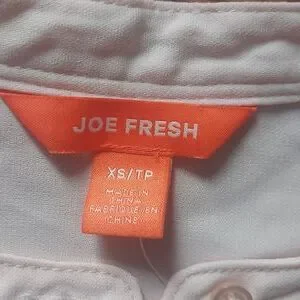 JOE FRESH
XS/TP
MADE IN
CHINA
FABRIQUÉ EN
CHINE